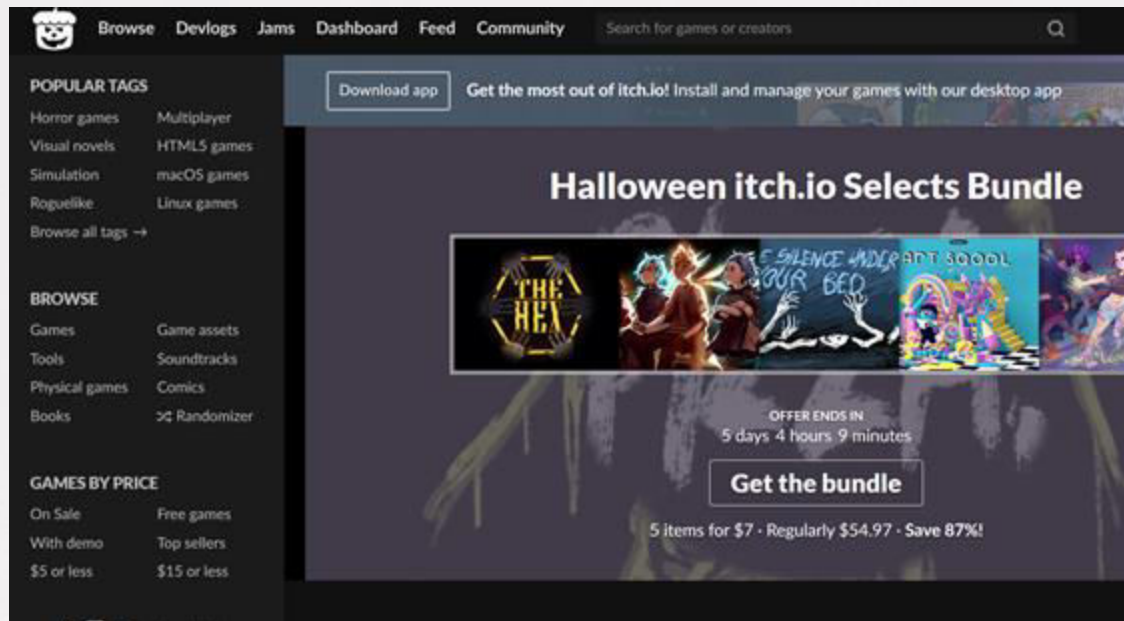 Browse Devlogs Jams Dashboard Feed Community Search for games or creators
Download app Get the most out of itch.io! Install and manage your games with our desktop app
POPULAR TAGS
Horror games Multiplayer
Visual novels HTML5 games
Simulation macOS games
Roguelike Linux games
Browse all tags →
BROWSE
Games Game assets
Tools Soundtracks
Physical games Comics
Books Randomizer
GAMES BY PRICE
On Sale Free games
With demo Top sellers
$5 or less $15 or less
Halloween itch.io Selects Bundle
THE
HEX
E SILENCE UNDER
YOUR BED
ART SQOOL
OFFER ENDS IN
5 days 4 hours 9 minutes
Get the bundle
5 items for $7 · Regularly $54.97 · Save 87%!